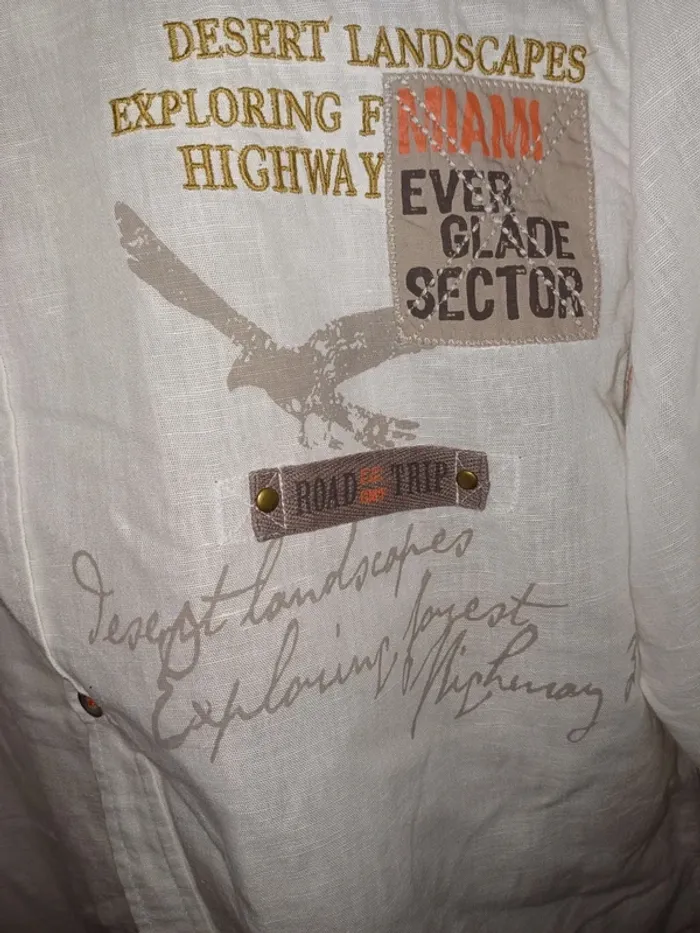 DESERT LANDSCAPES
EXPLORING F
HIGHWAY
MIAMI
EVER
GLADE
SECTOR
ROAD TRIP
Desert landscapes
Exploring forest
Highway